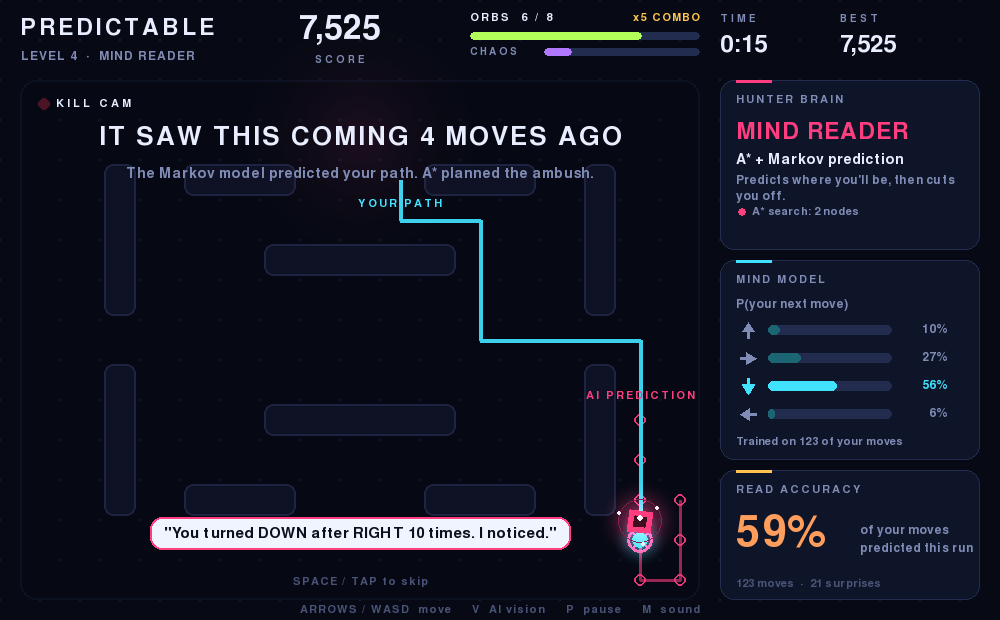 PREDICTABLE
LEVEL 4 · MIND READER
7,525
SCORE
ORBS 6 / 8
x5 COMBO
CHAOS
TIME
0:15
BEST
7,525
KILL CAM
IT SAW THIS COMING 4 MOVES AGO
The Markov model predicted your path. A* planned the ambush.
YOUR PATH
AI PREDICTION
"You turned DOWN after RIGHT 10 times. I noticed."
SPACE / TAP to skip
HUNTER BRAIN
MIND READER
A* + Markov prediction
Predicts where you'll be, then cuts
you off.
A* search: 2 nodes
MIND MODEL
P(your next move)
10%
27%
56%
6%
Trained on 123 of your moves
READ ACCURACY
59%
of your moves
predicted this run
123 moves · 21 surprises
ARROWS / WASD move V AI vision P pause M sound